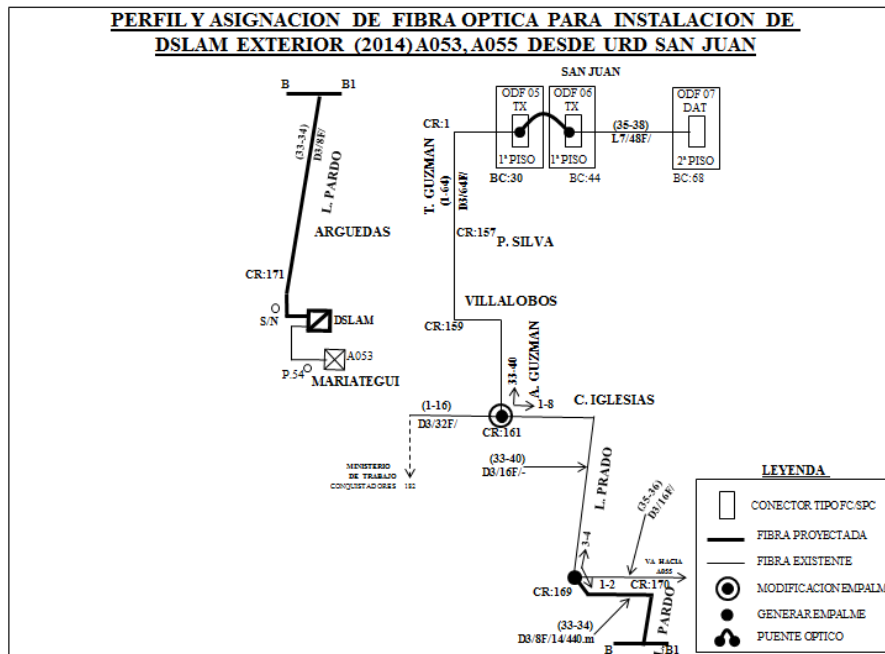 PERFIL Y ASIGNACION DE FIBRA OPTICA PARA INSTALACION DE
DSLAM EXTERIOR (2014) A053, A055 DESDE URD SAN JUAN
SAN JUAN
B B1
ODF 05
TX
1ª PISO
BC:30
ODF 06
TX
1ª PISO
BC:44
ODF 07
DAT
2ª PISO
BC:68
(35-38)
L7/48F/
CR:1
(33-34)
D3/8F/
L. PARDO
T. GUZMAN
(1-64)
D3/64F/
ARGUEDAS
CR:157
P. SILVA
CR:171
S/N
DSLAM
A053
P.54
MARIATEGUI
VILLALOBOS
CR:159
33-40
A. GUZMAN
1-8
C. IGLESIAS
(1-16)
D3/32F/
CR:161
MINISTERIO
DE TRABAJO
CONQUISTADORES 182
(33-40)
D3/16F/-
L. PRADO
(35-36)
D3/16F/
3-4
VA HACIA
A055
1-2
CR:170
CR:169
(33-34)
D3/8F/14/440.m
PARDO
B B1
LEYENDA
CONECTOR TIPO FC/SPC
FIBRA PROYECTADA
FIBRA EXISTENTE
MODIFICACION EMPALM
GENERAR EMPALME
PUENTE OPTICO